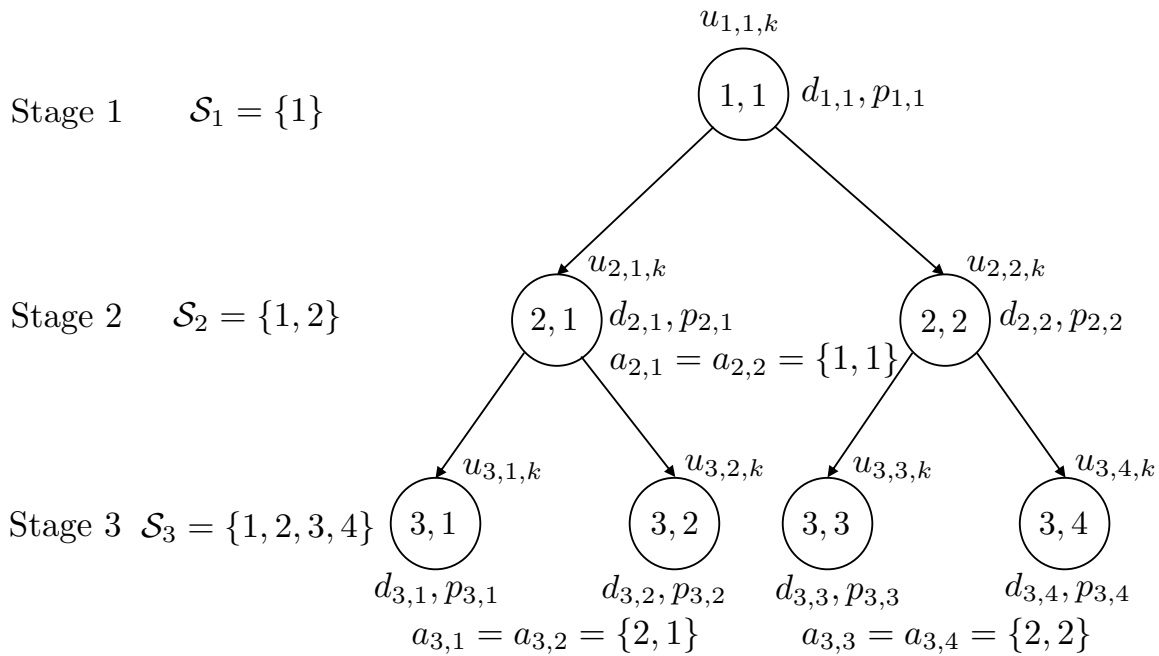 u_{1,1,k}
Stage 1 𝒮_1 = {1} 1, 1 d_{1,1}, p_{1,1}
u_{2,1,k} u_{2,2,k}
Stage 2 𝒮_2 = {1, 2} 2, 1 d_{2,1}, p_{2,1} 2, 2 d_{2,2}, p_{2,2}
a_{2,1} = a_{2,2} = {1, 1}
u_{3,1,k} u_{3,2,k} u_{3,3,k} u_{3,4,k}
Stage 3 𝒮_3 = {1, 2, 3, 4} 3, 1 3, 2 3, 3 3, 4
d_{3,1}, p_{3,1} d_{3,2}, p_{3,2} d_{3,3}, p_{3,3} d_{3,4}, p_{3,4}
a_{3,1} = a_{3,2} = {2, 1} a_{3,3} = a_{3,4} = {2, 2}